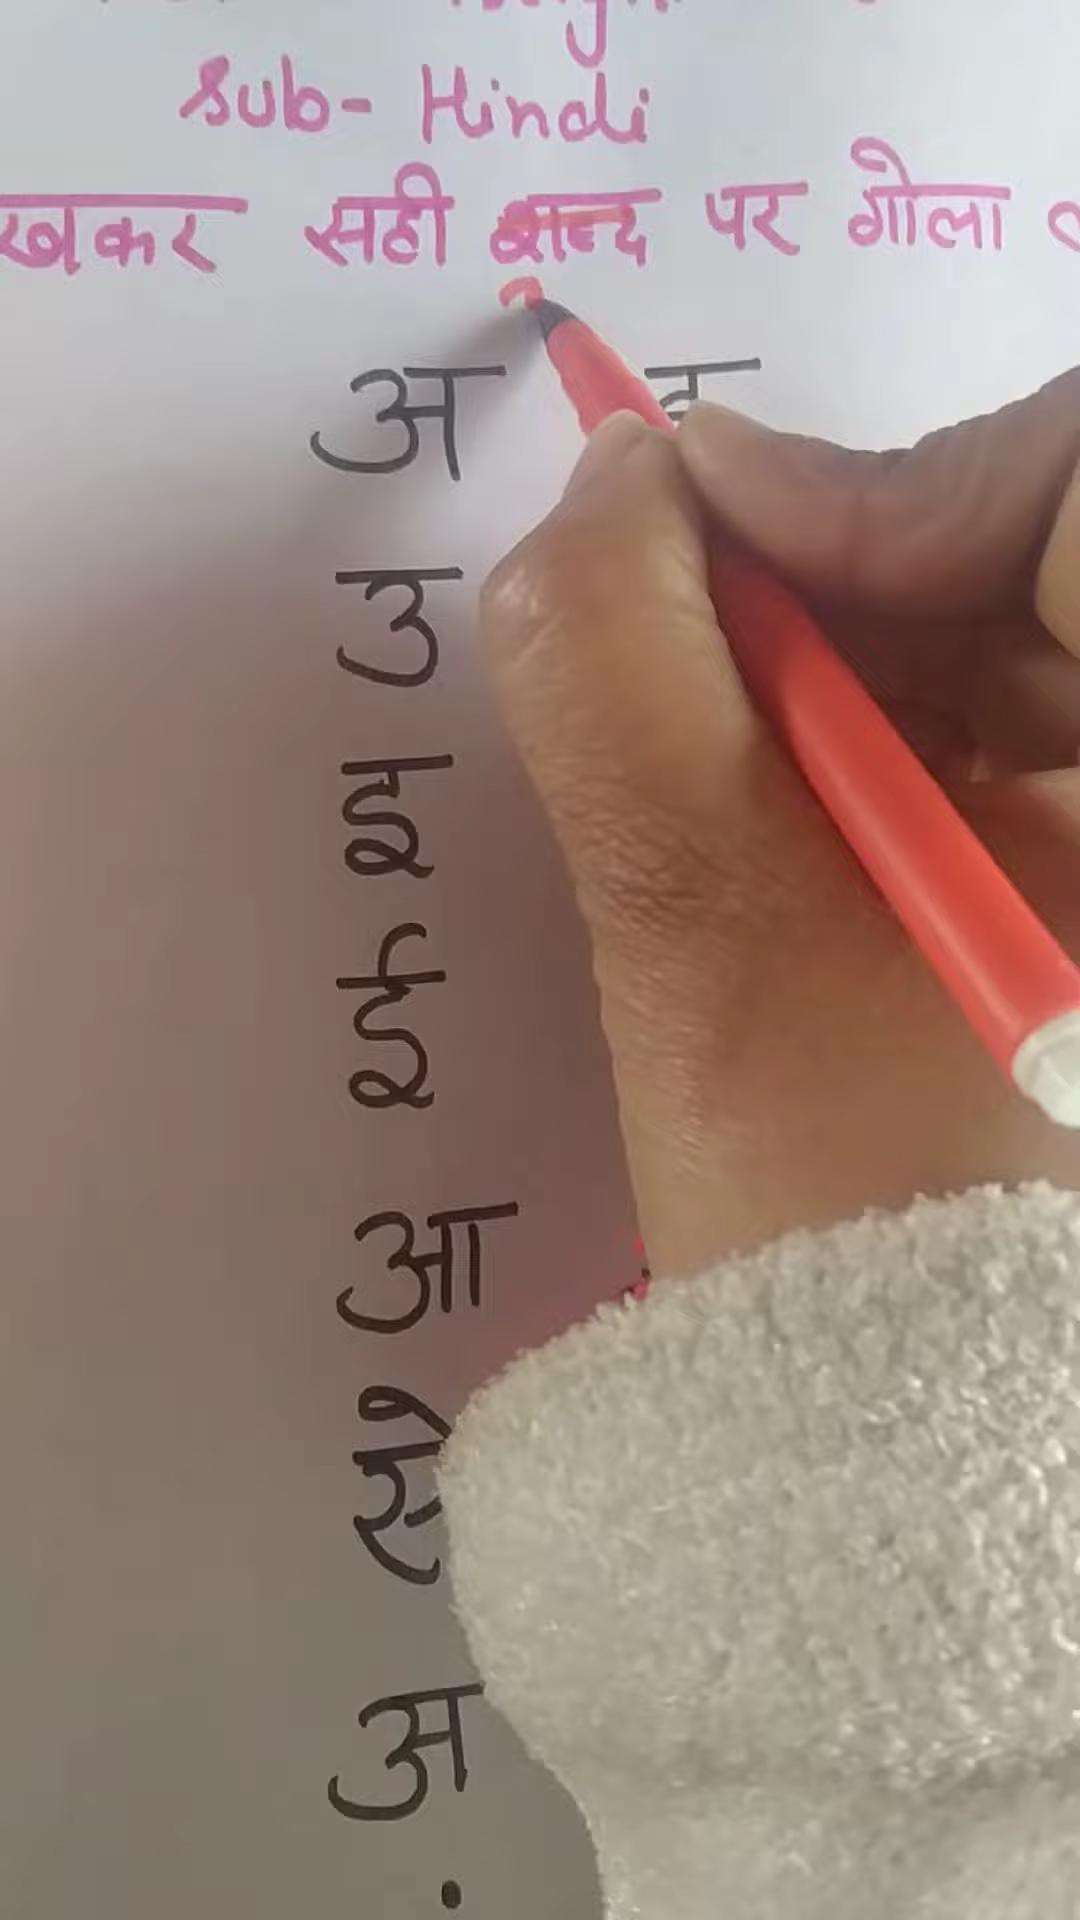 Sub- Hindi
खकर सही शब्द पर गोला
अ
उ
इ
ई
आ
ऐ
अ